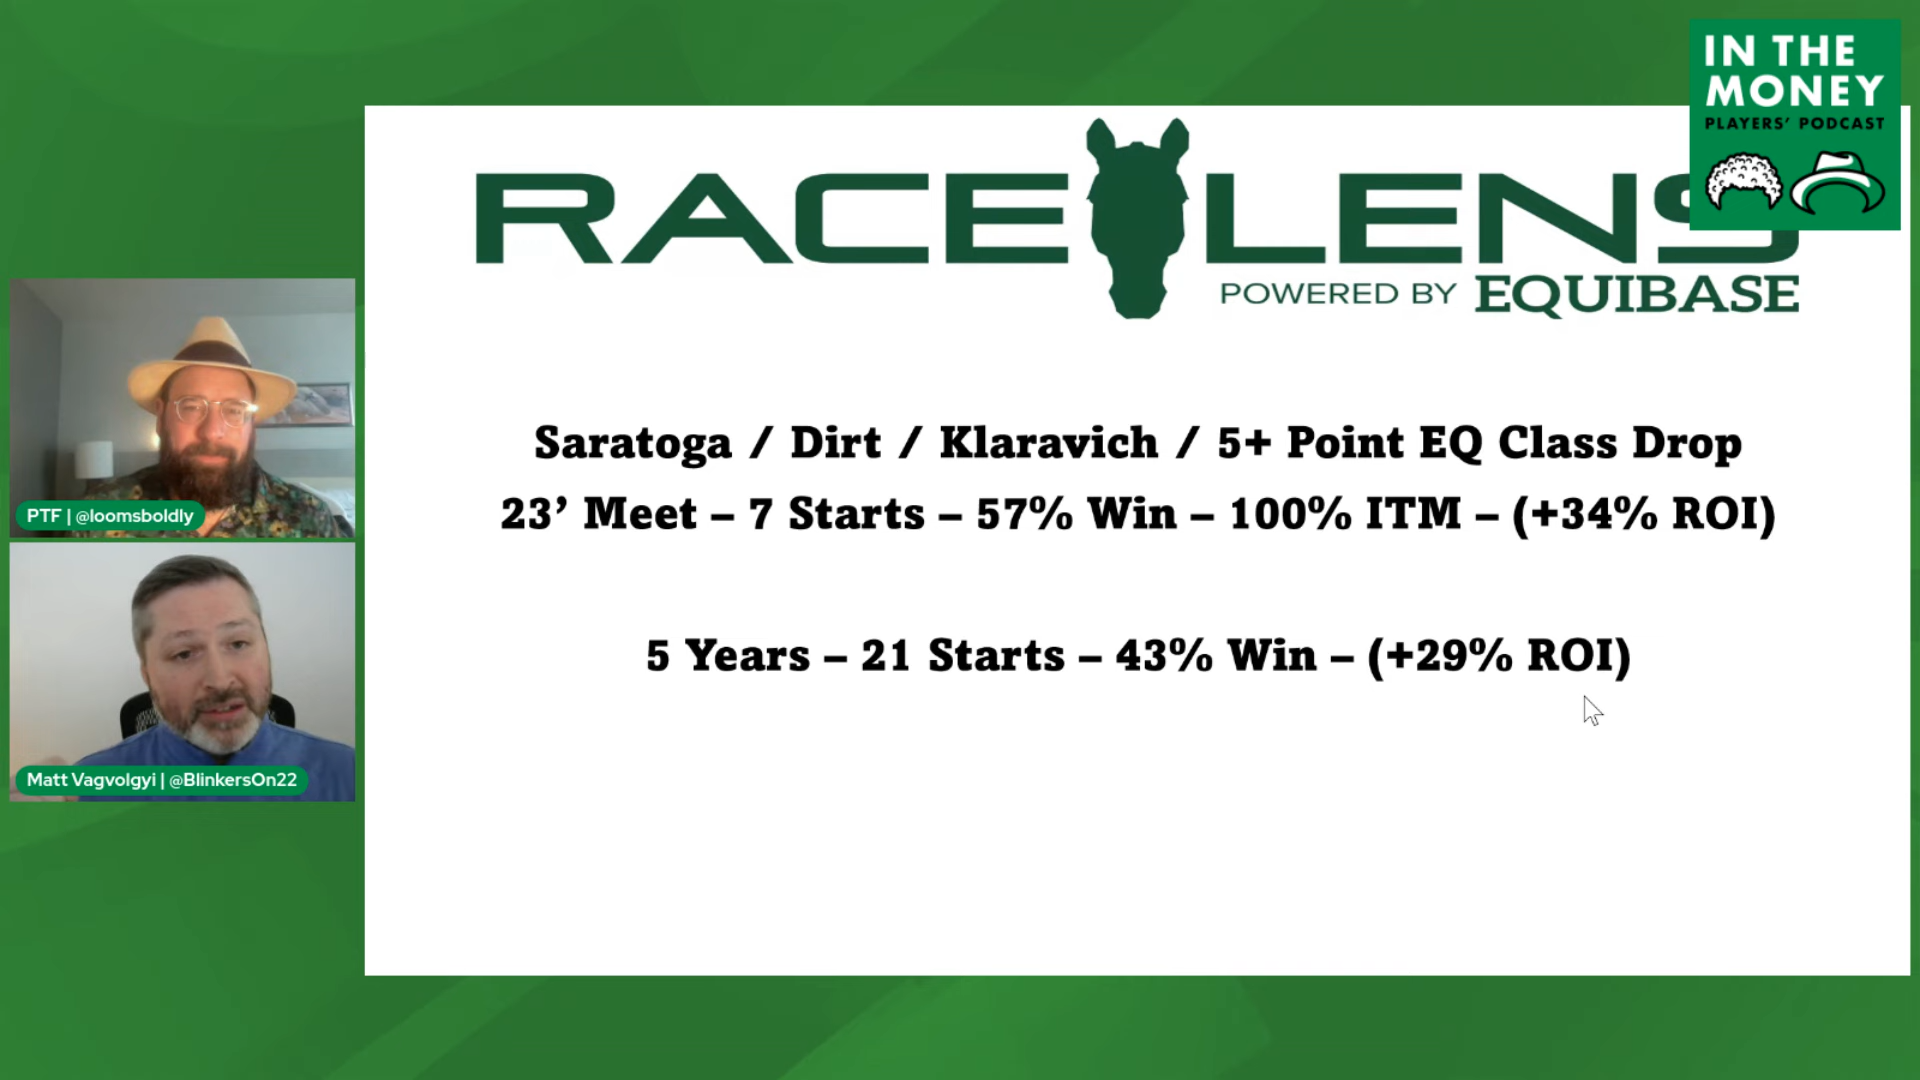 IN THE
MONEY
PLAYERS' PODCAST
RACE LENS
POWERED BY EQUIBASE
Saratoga / Dirt / Klaravich / 5+ Point EQ Class Drop
23’ Meet – 7 Starts – 57% Win – 100% ITM – (+34% ROI)
5 Years – 21 Starts – 43% Win – (+29% ROI)
PTF | @loomsboldly
Matt Vagvolgyi | @BlinkersOn22